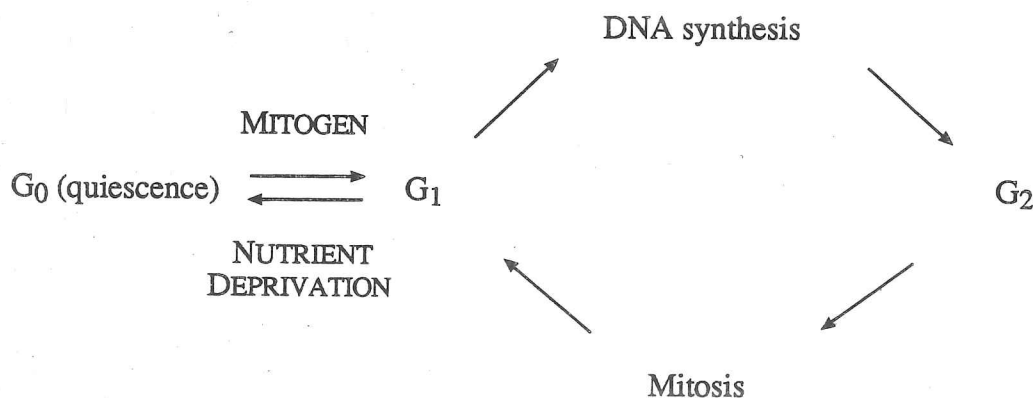 DNA synthesis
MITOGEN
G0 (quiescence)
G1
G2
NUTRIENT
DEPRIVATION
Mitosis